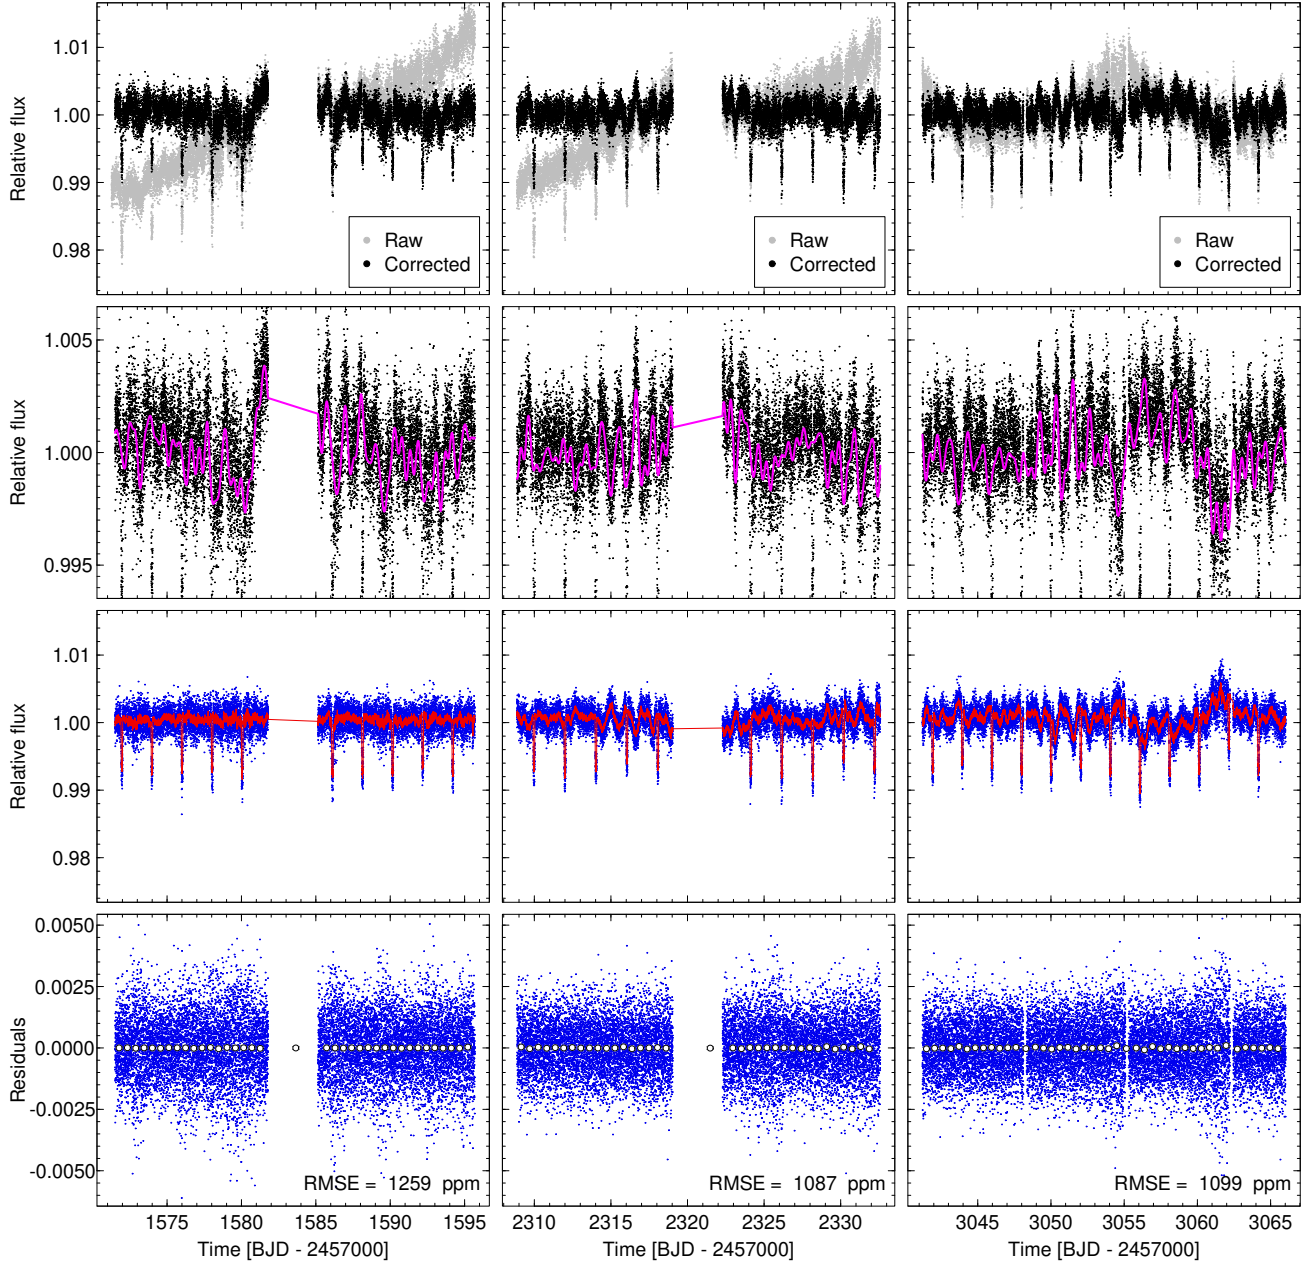 Relative flux
1.01
1.00
0.99
0.98
Raw
Corrected
Raw
Corrected
Raw
Corrected
Relative flux
1.005
1.000
0.995
Relative flux
1.01
1.00
0.99
0.98
Residuals
0.0050
0.0025
0.0000
-0.0025
-0.0050
RMSE = 1259 ppm
RMSE = 1087 ppm
RMSE = 1099 ppm
1575 1580 1585 1590 1595
2310 2315 2320 2325 2330
3045 3050 3055 3060 3065
Time [BJD - 2457000]
Time [BJD - 2457000]
Time [BJD - 2457000]